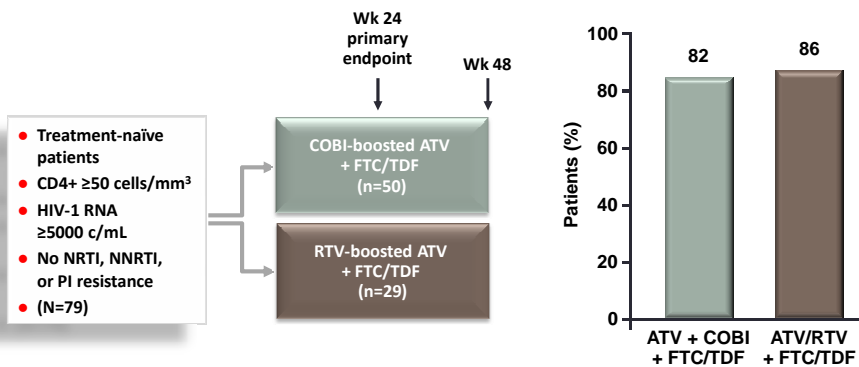 Wk 24
primary
endpoint
Wk 48
Treatment-naïve
patients
CD4+ ≥50 cells/mm³
HIV-1 RNA
≥5000 c/mL
No NRTI, NNRTI,
or PI resistance
(N=79)
COBI-boosted ATV
+ FTC/TDF
(n=50)
RTV-boosted ATV
+ FTC/TDF
(n=29)
Patients (%)
100
80
60
40
20
0
82
86
ATV + COBI
+ FTC/TDF
ATV/RTV
+ FTC/TDF